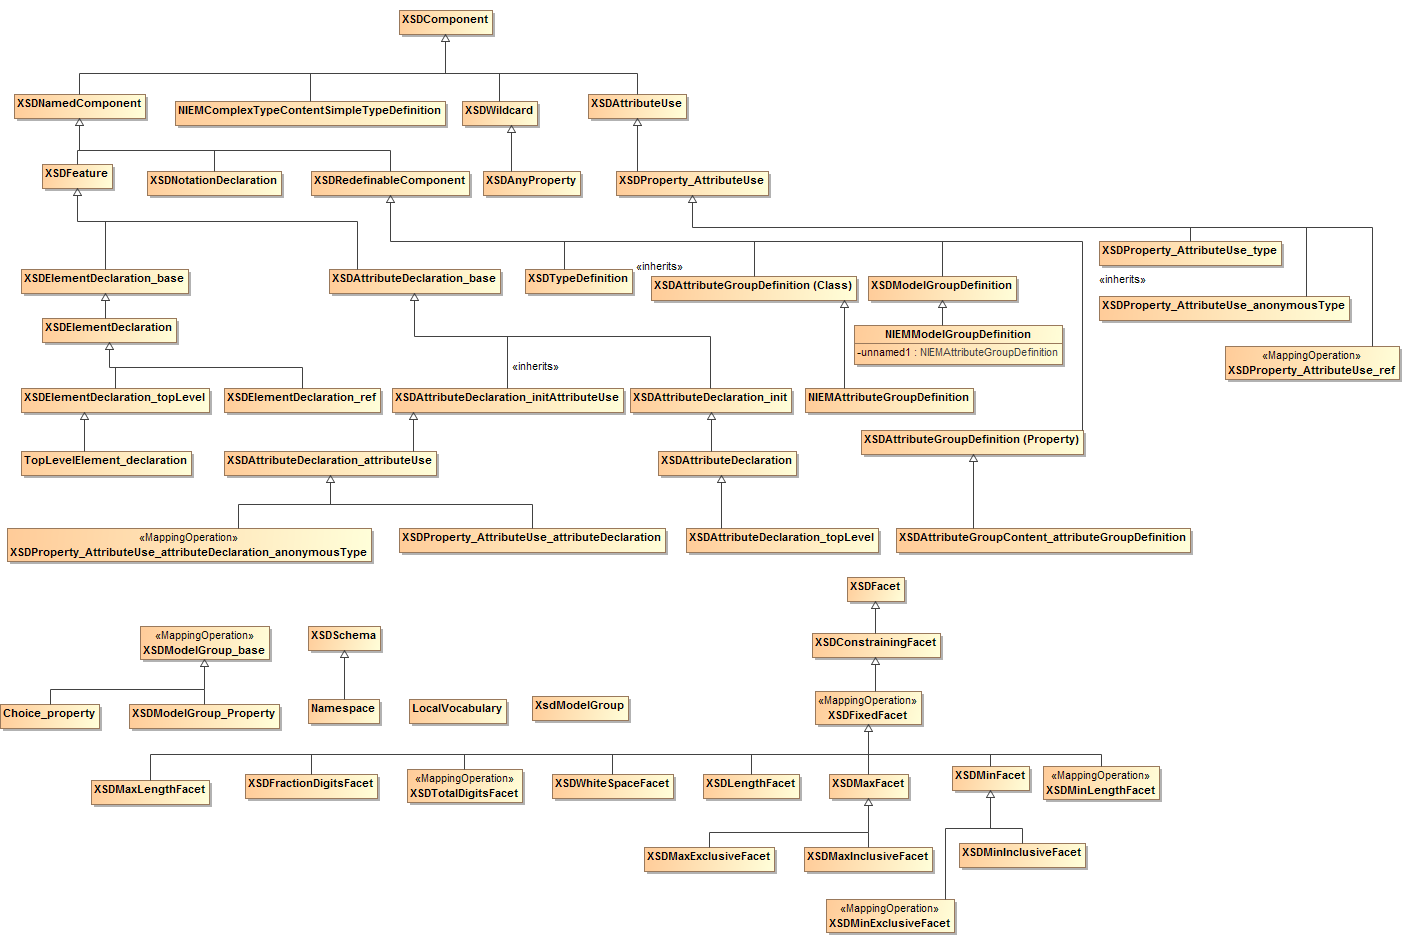 XSDComponent
XSDNamedComponent
NIEMComplexTypeContentSimpleTypeDefinition
XSDWildcard
XSDAttributeUse
XSDFeature
XSDNotationDeclaration
XSDRedefinableComponent
XSDAnyProperty
XSDProperty_AttributeUse
XSDElementDeclaration_base
XSDAttributeDeclaration_base
XSDTypeDefinition
«inherits»
XSDAttributeGroupDefinition (Class)
XSDModelGroupDefinition
XSDProperty_AttributeUse_type
«inherits»
XSDProperty_AttributeUse_anonymousType
XSDElementDeclaration
NIEMModelGroupDefinition
-unnamed1 : NIEMAttributeGroupDefinition
«MappingOperation»
XSDProperty_AttributeUse_ref
«inherits»
XSDElementDeclaration_topLevel
XSDElementDeclaration_ref
XSDAttributeDeclaration_initAttributeUse
XSDAttributeDeclaration_init
NIEMAttributeGroupDefinition
XSDAttributeGroupDefinition (Property)
TopLevelElement_declaration
XSDAttributeDeclaration_attributeUse
XSDAttributeDeclaration
«MappingOperation»
XSDProperty_AttributeUse_attributeDeclaration_anonymousType
XSDProperty_AttributeUse_attributeDeclaration
XSDAttributeDeclaration_topLevel
XSDAttributeGroupContent_attributeGroupDefinition
XSDFacet
«MappingOperation»
XSDModelGroup_base
XSDSchema
XSDConstrainingFacet
Choice_property
XSDModelGroup_Property
Namespace
LocalVocabulary
XsdModelGroup
«MappingOperation»
XSDFixedFacet
XSDMaxLengthFacet
XSDFractionDigitsFacet
«MappingOperation»
XSDTotalDigitsFacet
XSDWhiteSpaceFacet
XSDLengthFacet
XSDMaxFacet
XSDMinFacet
«MappingOperation»
XSDMinLengthFacet
XSDMaxExclusiveFacet
XSDMaxInclusiveFacet
XSDMinInclusiveFacet
«MappingOperation»
XSDMinExclusiveFacet